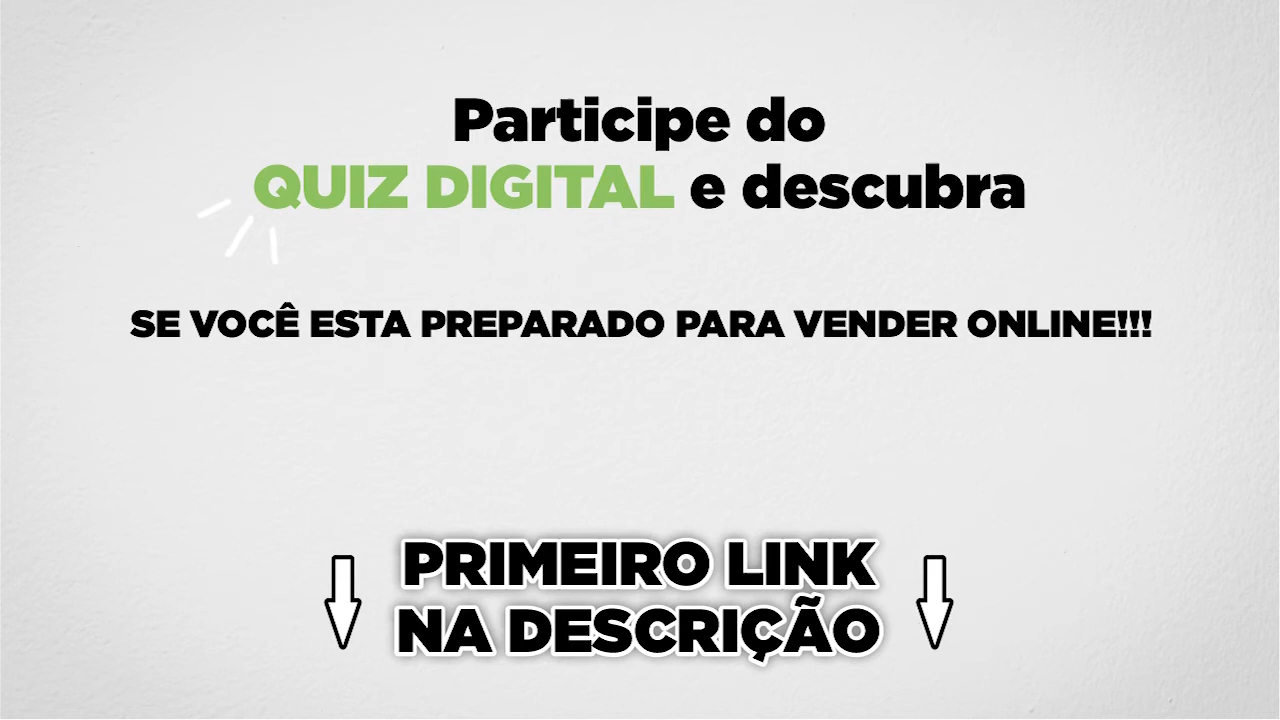 Participe do
QUIZ DIGITAL e descubra
SE VOCÊ ESTA PREPARADO PARA VENDER ONLINE!!!
PRIMEIRO LINK
NA DESCRIÇÃO